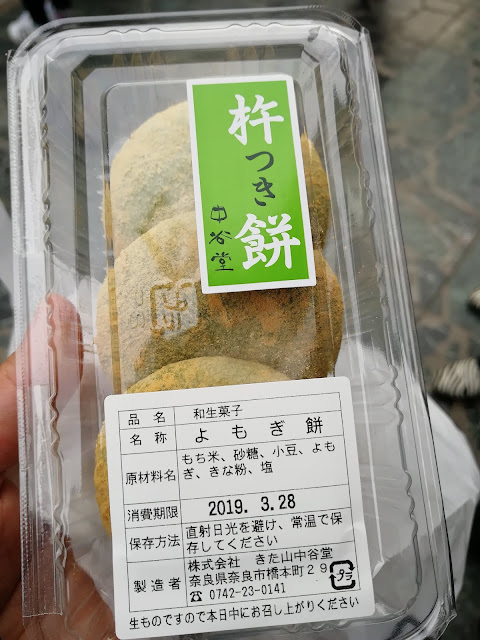 杵つき餅
中谷堂
品名 和生菓子
名称 よもぎ餅
原材料名 もち米、砂糖、小豆、よも
ぎ、きな粉、塩
消費期限 2019. 3.28
保存方法 直射日光を避け、常温で保
存してください
製造者 株式会社 きた山中谷堂
奈良県奈良市橋本町29
☎ 0742-23-0141
プラ
生ものですので本日中にお召し上がりください